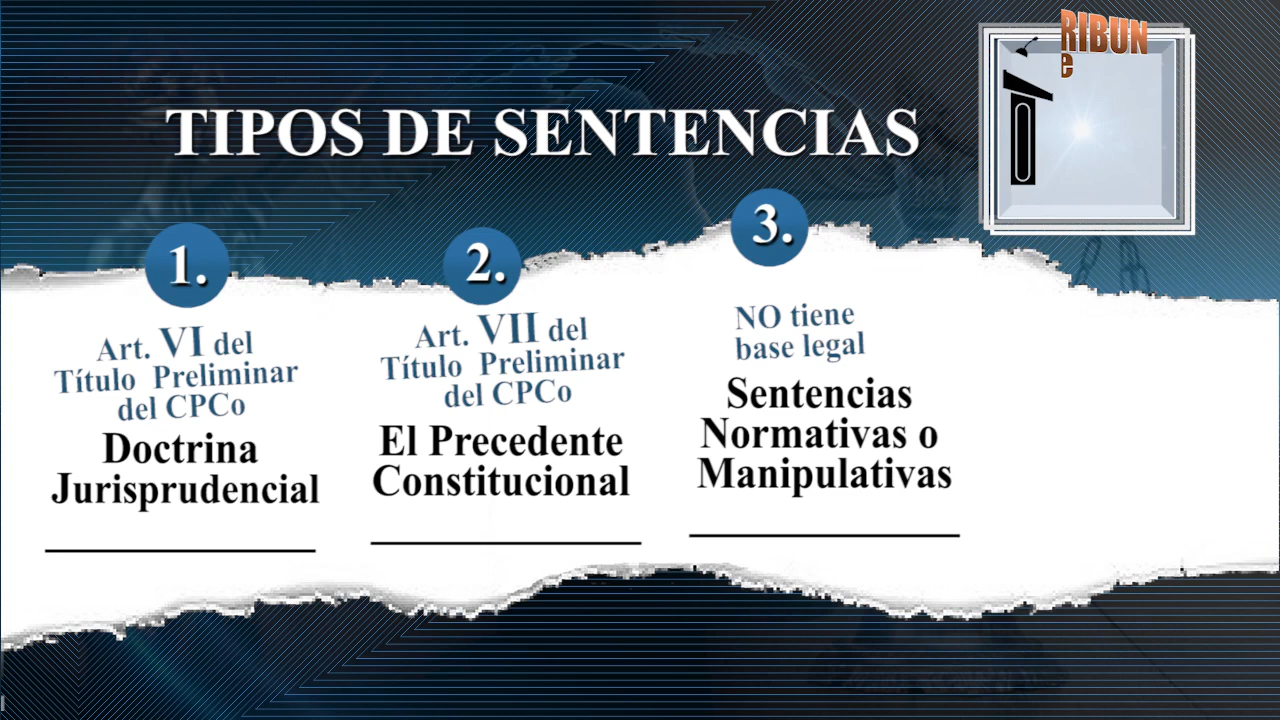 RIBUN
e
TIPOS DE SENTENCIAS
1.
Art. VI del
Título Preliminar
del CPCo
Doctrina
Jurisprudencial
2.
Art. VII del
Título Preliminar
del CPCo
El Precedente
Constitucional
3.
NO tiene
base legal
Sentencias
Normativas o
Manipulativas